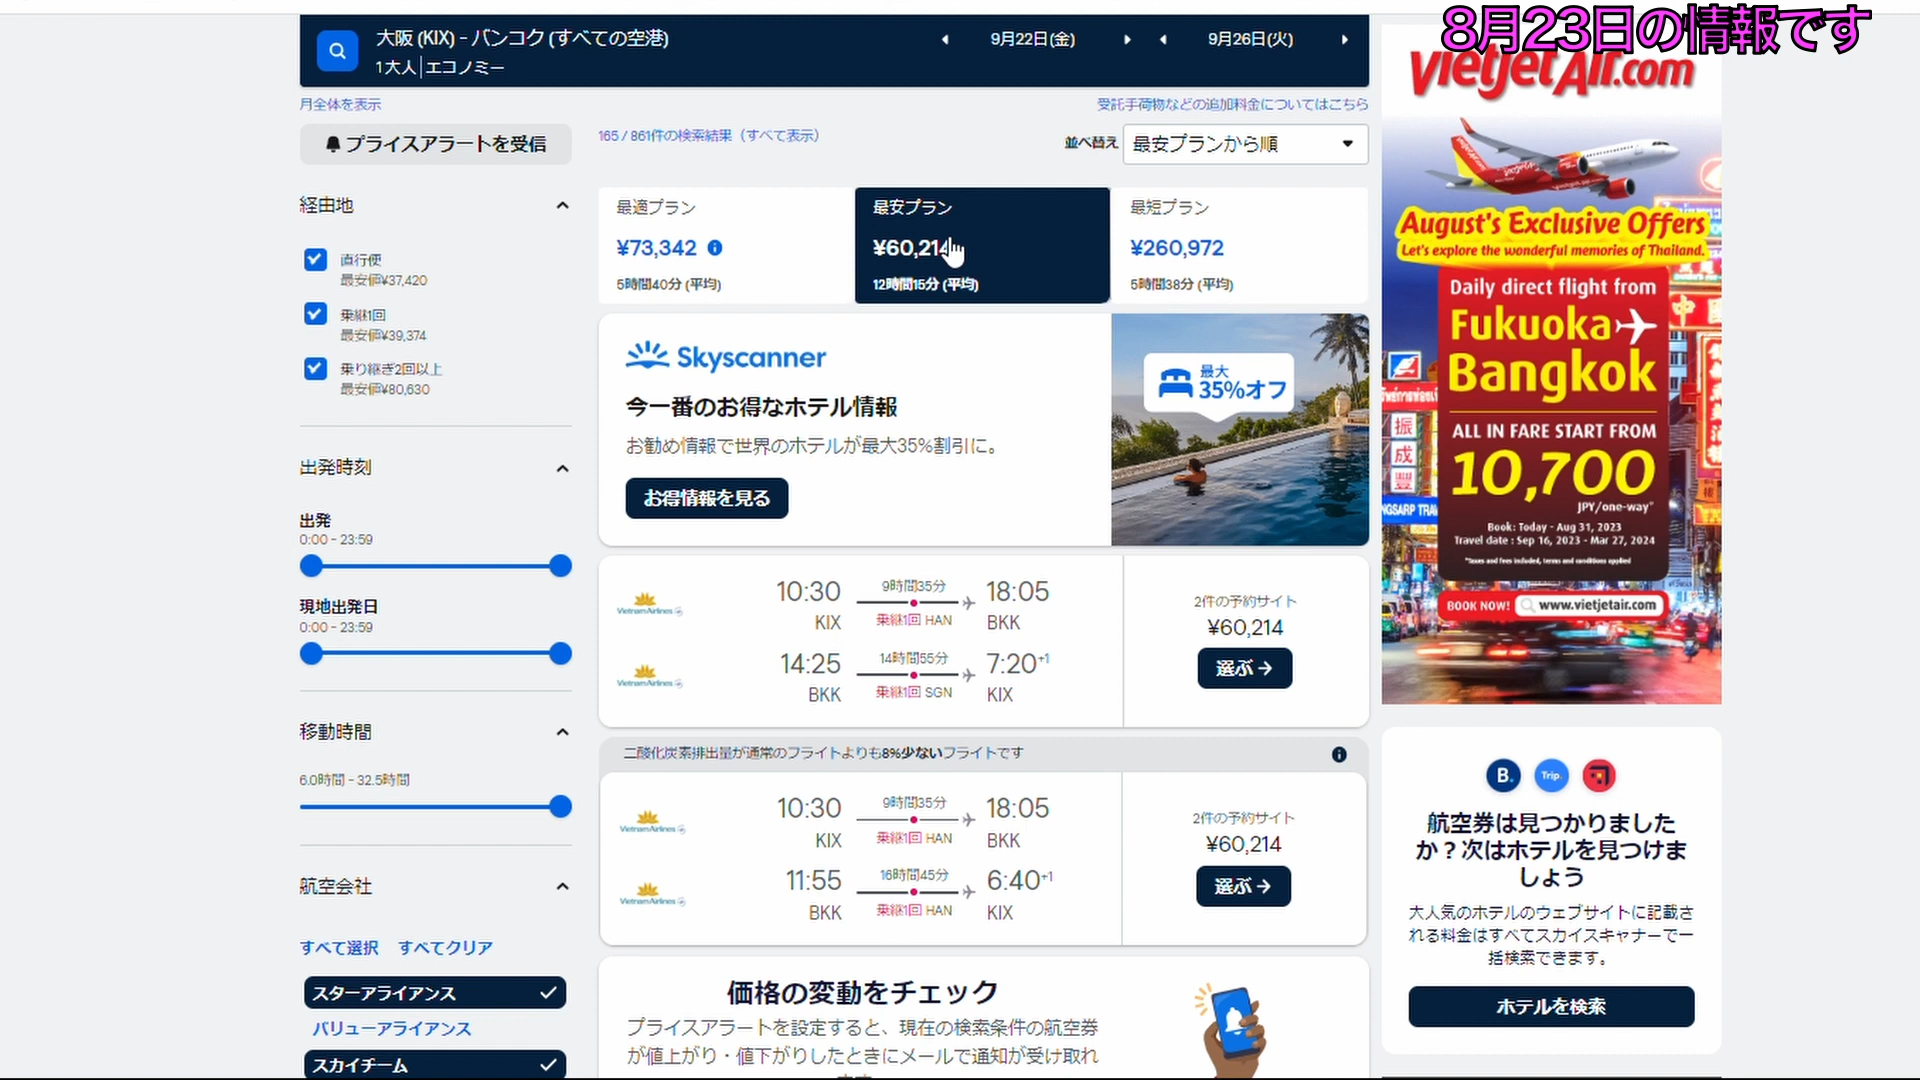 8月23日の情報です
大阪 (KIX) - バンコク (すべての空港)
1大人│エコノミー
9月22日(金)
9月26日(火)
月全体を表示
受託手荷物などの追加料金についてはこちら
プライスアラートを受信
165 / 861件の検索結果（すべて表示）
並べ替え
最安プランから順
経由地
直行便
最安値¥37,420
乗継1回
最安値¥39,374
乗り継ぎ2回以上
最安値¥80,630
出発時刻
出発
0:00 - 23:59
現地出発日
0:00 - 23:59
移動時間
6.0時間 - 32.5時間
航空会社
すべて選択 すべてクリア
スターアライアンス
バリューアライアンス
スカイチーム
最適プラン
¥73,342
5時間40分 (平均)
最安プラン
¥60,214
12時間15分 (平均)
最短プラン
¥260,972
5時間38分 (平均)
Skyscanner
今一番のお得なホテル情報
お勧め情報で世界のホテルが最大35%割引に。
お得情報を見る
最大
35%オフ
Vietnam Airlines
10:30
KIX
9時間35分
乗継1回 HAN
18:05
BKK
Vietnam Airlines
14:25
BKK
14時間55分
乗継1回 SGN
7:20+1
KIX
2件の予約サイト
¥60,214
選ぶ→
二酸化炭素排出量が通常のフライトよりも8%少ないフライトです
Vietnam Airlines
10:30
KIX
9時間35分
乗継1回 HAN
18:05
BKK
Vietnam Airlines
11:55
BKK
16時間45分
乗継1回 HAN
6:40+1
KIX
2件の予約サイト
¥60,214
選ぶ→
価格の変動をチェック
プライスアラートを設定すると、現在の検索条件の航空券
が値上がり・値下がりしたときにメールで通知が受け取れ
vietjetAir.com
August's Exclusive Offers
Let's explore the wonderful memories of Thailand.
Daily direct flight from
Fukuoka
Bangkok
ALL IN FARE START FROM
10,700
JPY/one-way*
Book: Today - Aug 31, 2023
Travel date : Sep 16, 2023 - Mar 27, 2024
*Taxes and fees included, terms and conditions applied
BOOK NOW! www.vietjetair.com
振
成
豐
中
B.
Trip.
航空券は見つかりました
か？次はホテルを見つけま
しょう
大人気のホテルのウェブサイトに記載さ
れる料金はすべてスカイスキャナーで一
括検索できます。
ホテルを検索